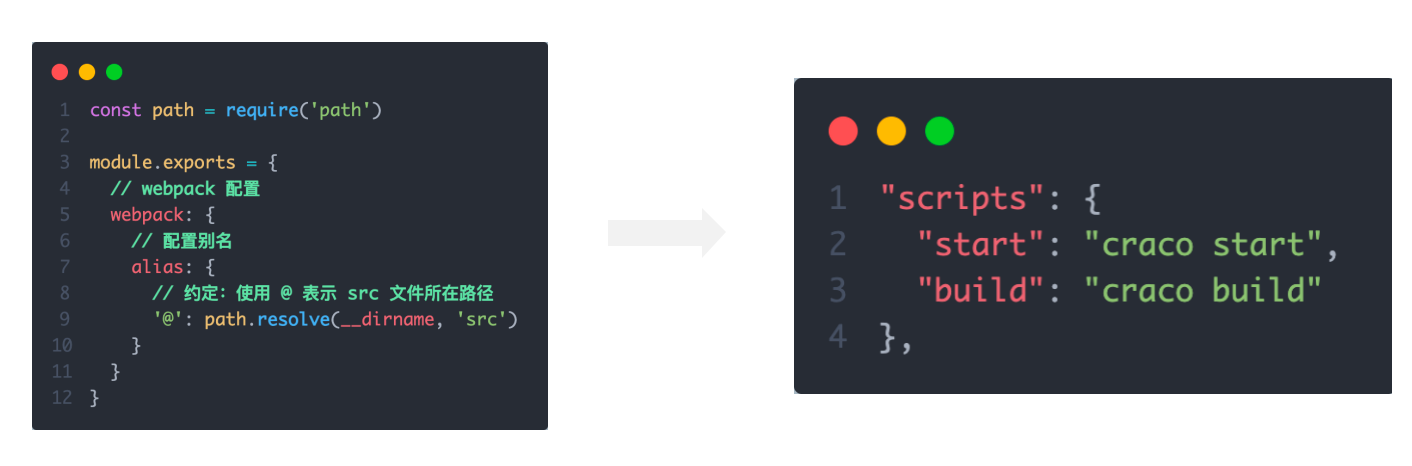 1 const path = require('path')
2
3 module.exports = {
4   // webpack 配置
5   webpack: {
6     // 配置别名
7     alias: {
8       // 约定：使用 @ 表示 src 文件所在路径
9       '@': path.resolve(__dirname, 'src')
10     }
11   }
12 }
1 "scripts": {
2   "start": "craco start",
3   "build": "craco build"
4 },